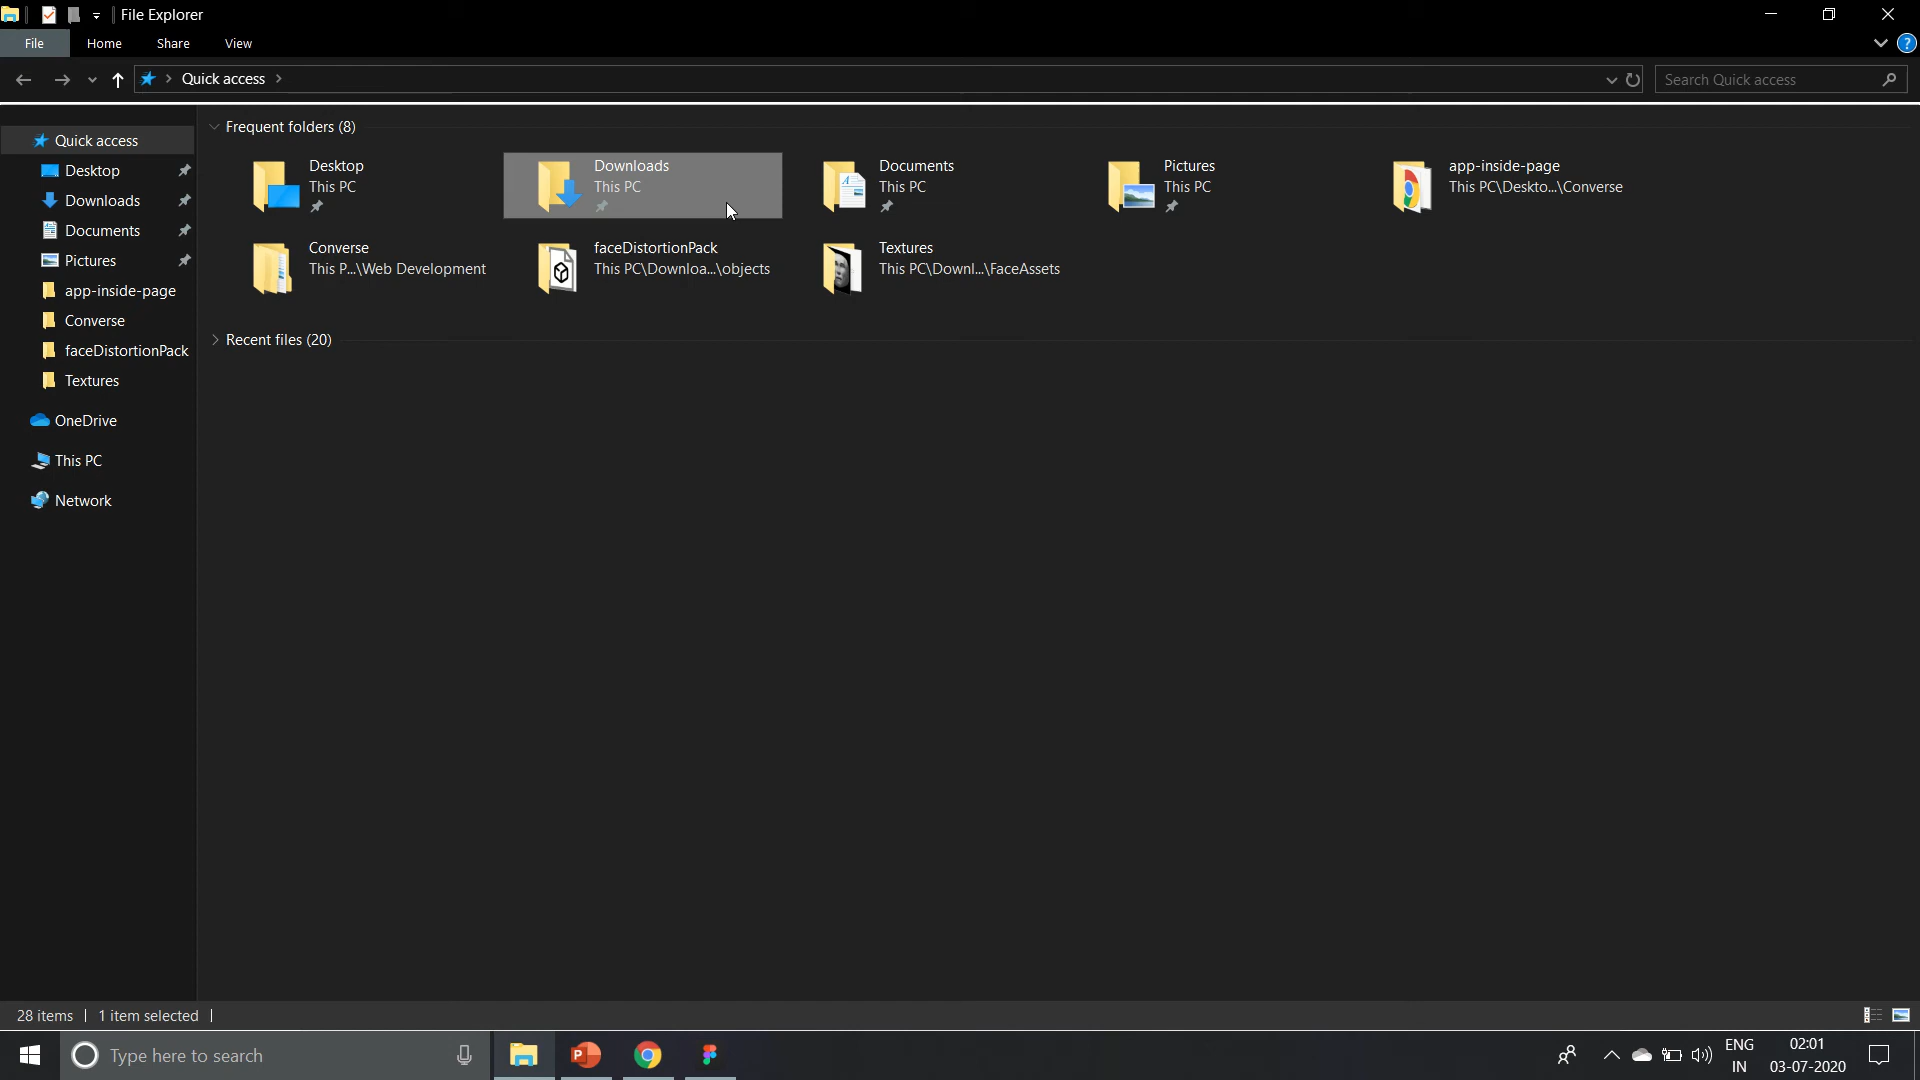 File Explorer
File Home Share View
Quick access
Search Quick access
Quick access
Desktop
Downloads
Documents
Pictures
app-inside-page
Converse
faceDistortionPack
Textures
OneDrive
This PC
Network
Frequent folders (8)
Desktop
This PC
Downloads
This PC
Documents
This PC
Pictures
This PC
app-inside-page
This PC\Deskto...\Converse
Converse
This P...\Web Development
faceDistortionPack
This PC\Downloa...\objects
Textures
This PC\Downl...\FaceAssets
Recent files (20)
28 items 1 item selected
Type here to search
ENG
IN
02:01
03-07-2020